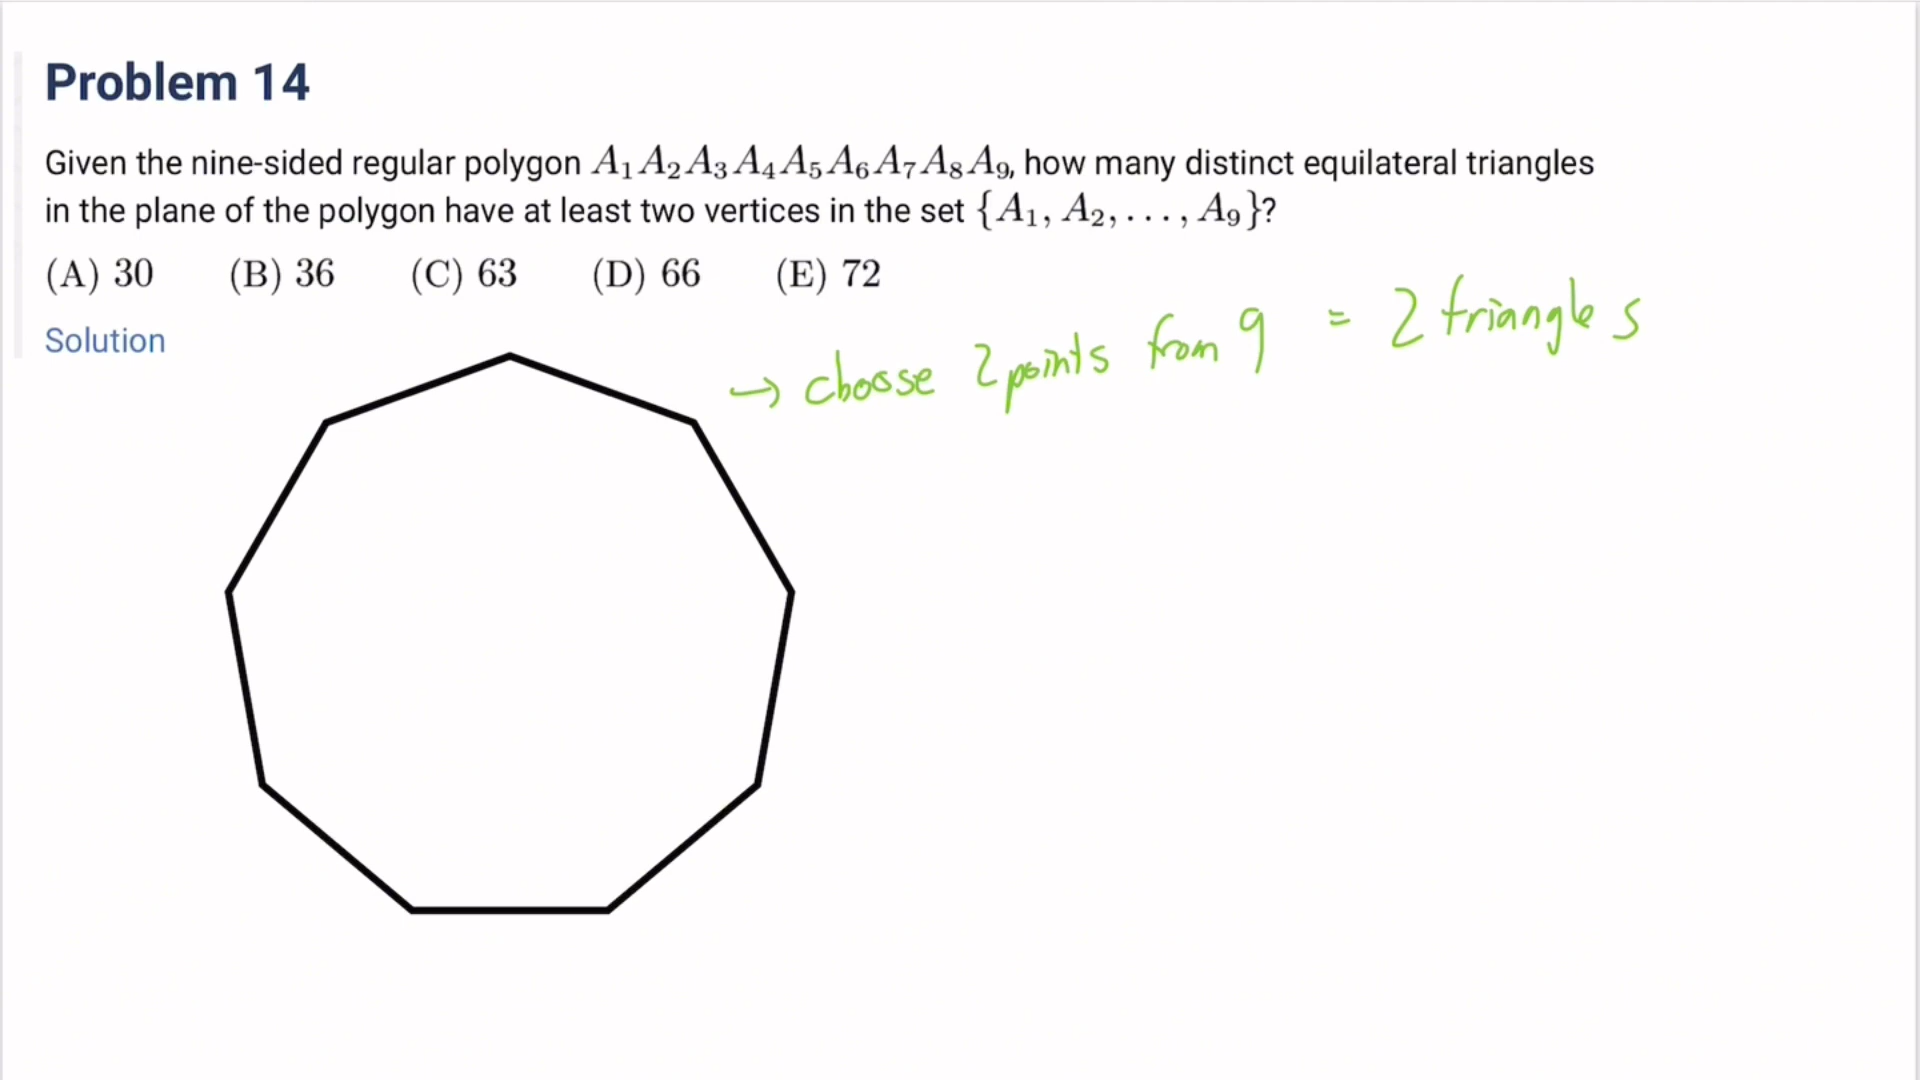 Problem 14
Given the nine-sided regular polygon A₁A₂A₃A₄A₅A₆A₇A₈A₉, how many distinct equilateral triangles
in the plane of the polygon have at least two vertices in the set {A₁, A₂, . . . , A₉}?
(A) 30 (B) 36 (C) 63 (D) 66 (E) 72
Solution
→ choose 2 points from 9 = 2 triangles